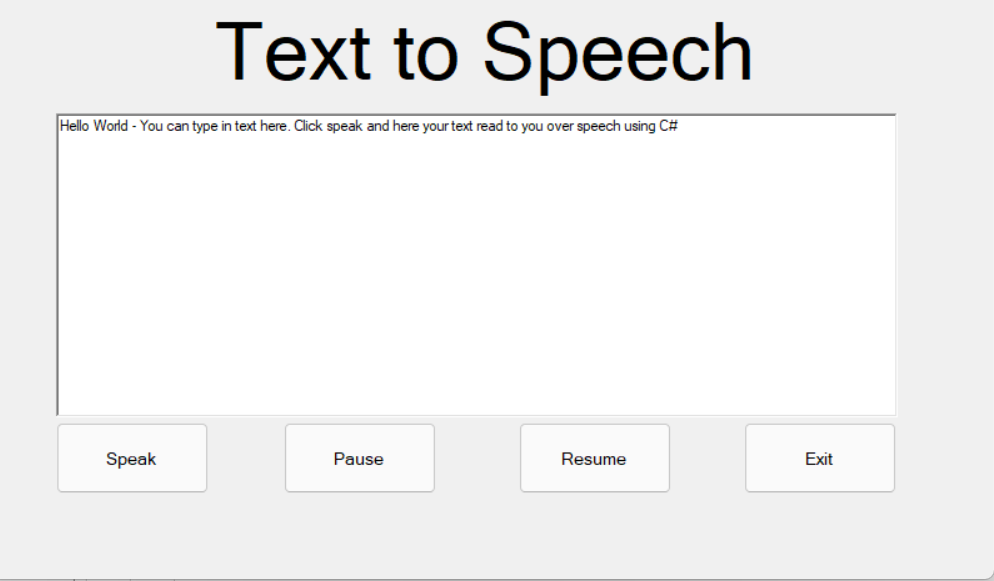 Text to Speech
Hello World - You can type in text here. Click speak and here your text read to you over speech using C#
Speak
Pause
Resume
Exit